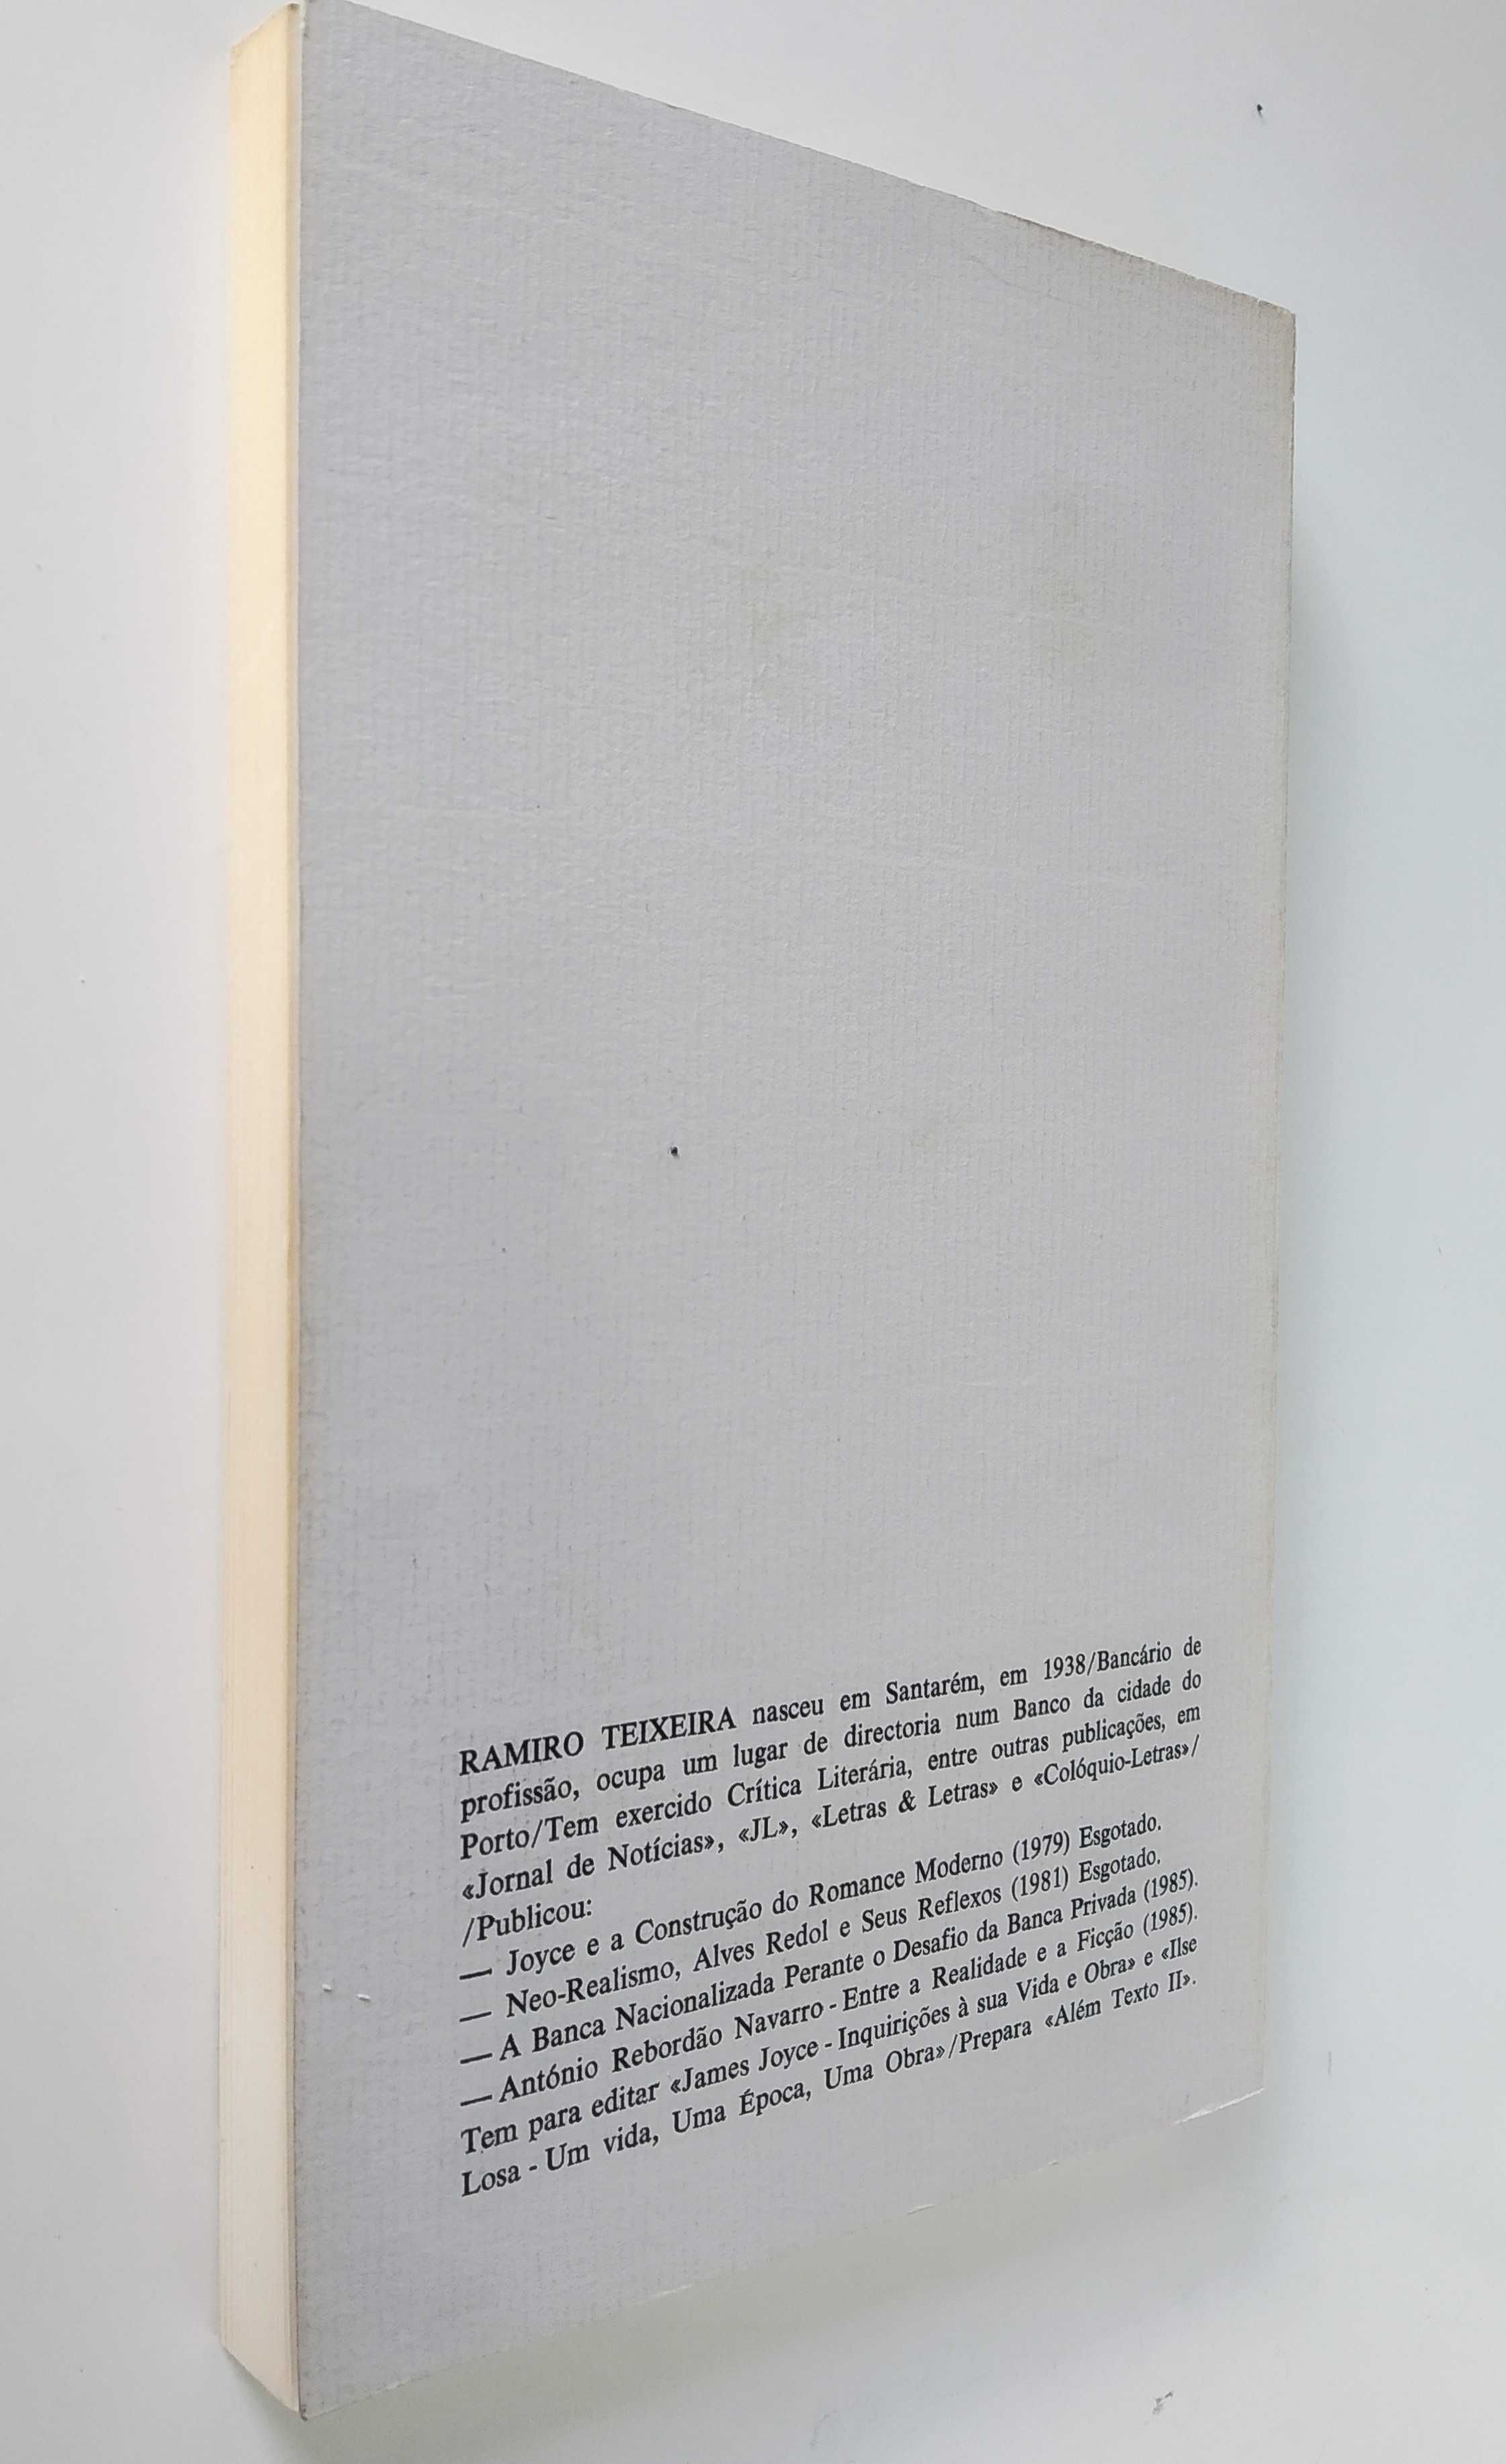 RAMIRO TEIXEIRA nasceu em Santarém, em 1938/Bancário de
profissão, ocupa um lugar de directoria num Banco da cidade do
Porto/Tem exercido Crítica Literária, entre outras publicações, em
«Jornal de Notícias», «JL», «Letras & Letras» e «Colóquio-Letras»/
/Publicou:
— Joyce e a Construção do Romance Moderno (1979) Esgotado.
— Neo-Realismo, Alves Redol e Seus Reflexos (1981) Esgotado.
— A Banca Nacionalizada Perante o Desafio da Banca Privada (1985).
— António Rebordão Navarro - Entre a Realidade e a Ficção (1985).
Tem para editar «James Joyce - Inquirições à sua Vida e Obra» e «Ilse
Losa - Um vida, Uma Época, Uma Obra»/Prepara «Além Texto II».